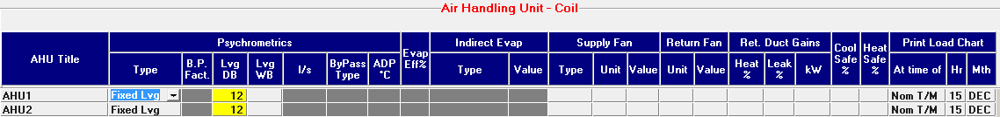 Air Handling Unit - Coil
AHU Title Psychrometrics Evap Eff% Indirect Evap Supply Fan Return Fan Ret. Duct Gains Cool Safe % Heat Safe % Print Load Chart
Type B.P. Fact. Lvg DB Lvg WB l/s ByPass Type ADP °C Type Value Type Unit Value Unit Value Heat % Leak % kW At time of Hr Mth
AHU1 Fixed Lvg 12 Nom T/M 15 DEC
AHU2 Fixed Lvg 12 Nom T/M 15 DEC